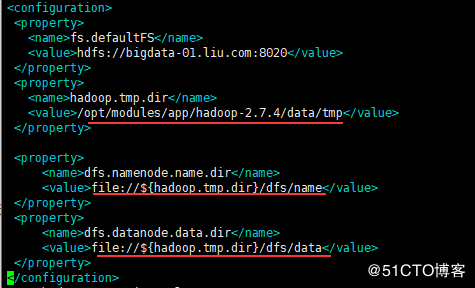 <configuration>
<property>
<name>fs.defaultFS</name>
<value>hdfs://bigdata-01.liu.com:8020</value>
</property>
<property>
<name>hadoop.tmp.dir</name>
<value>/opt/modules/app/hadoop-2.7.4/data/tmp</value>
</property>
<property>
<name>dfs.namenode.name.dir</name>
<value>file://${hadoop.tmp.dir}/dfs/name</value>
</property>
<property>
<name>dfs.datanode.data.dir</name>
<value>file://${hadoop.tmp.dir}/dfs/data</value>
</property>
</configuration>
@51CTO博客